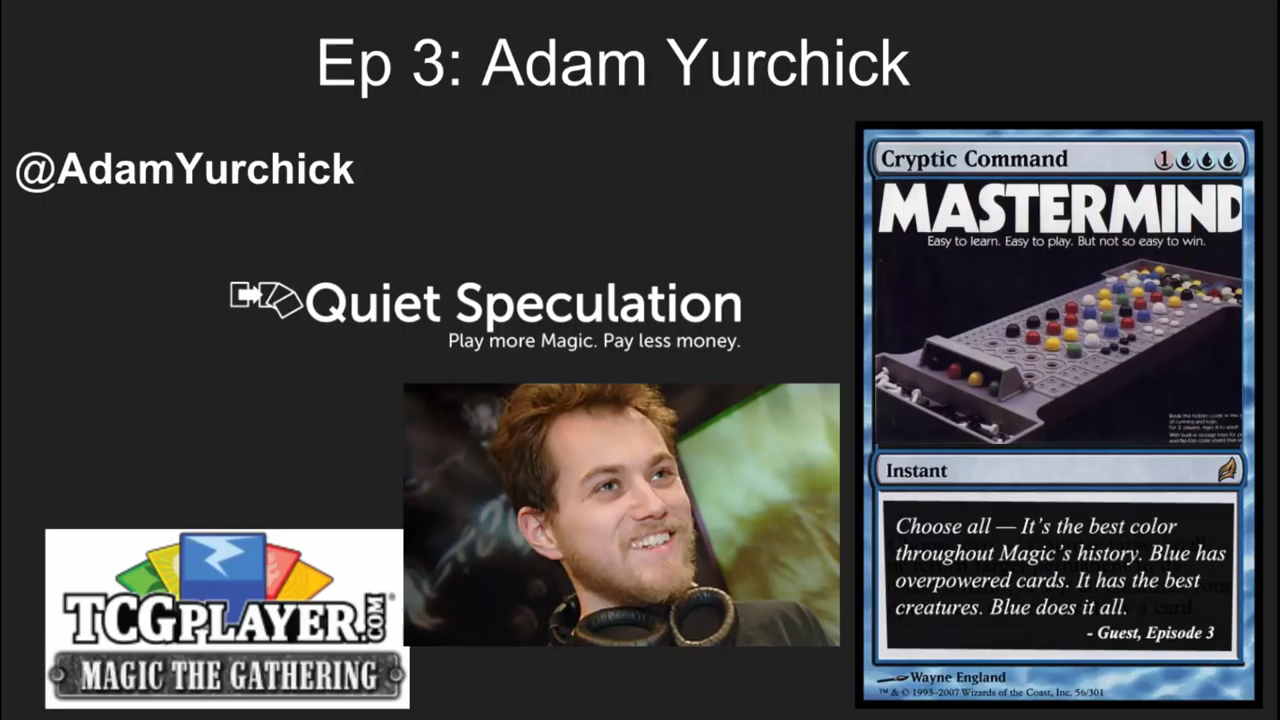 Ep 3: Adam Yurchick
@AdamYurchick
Quiet Speculation
Play more Magic. Pay less money.
TCGPLAYER.COM®
MAGIC THE GATHERING
Cryptic Command 1
MASTERMIND
Easy to learn. Easy to play. But not so easy to win.
Instant
Choose all — It's the best color
throughout Magic's history. Blue has
overpowered cards. It has the best
creatures. Blue does it all.
- Guest, Episode 3
Wayne England
™ & © 1993–2007 Wizards of the Coast, Inc. 56/301